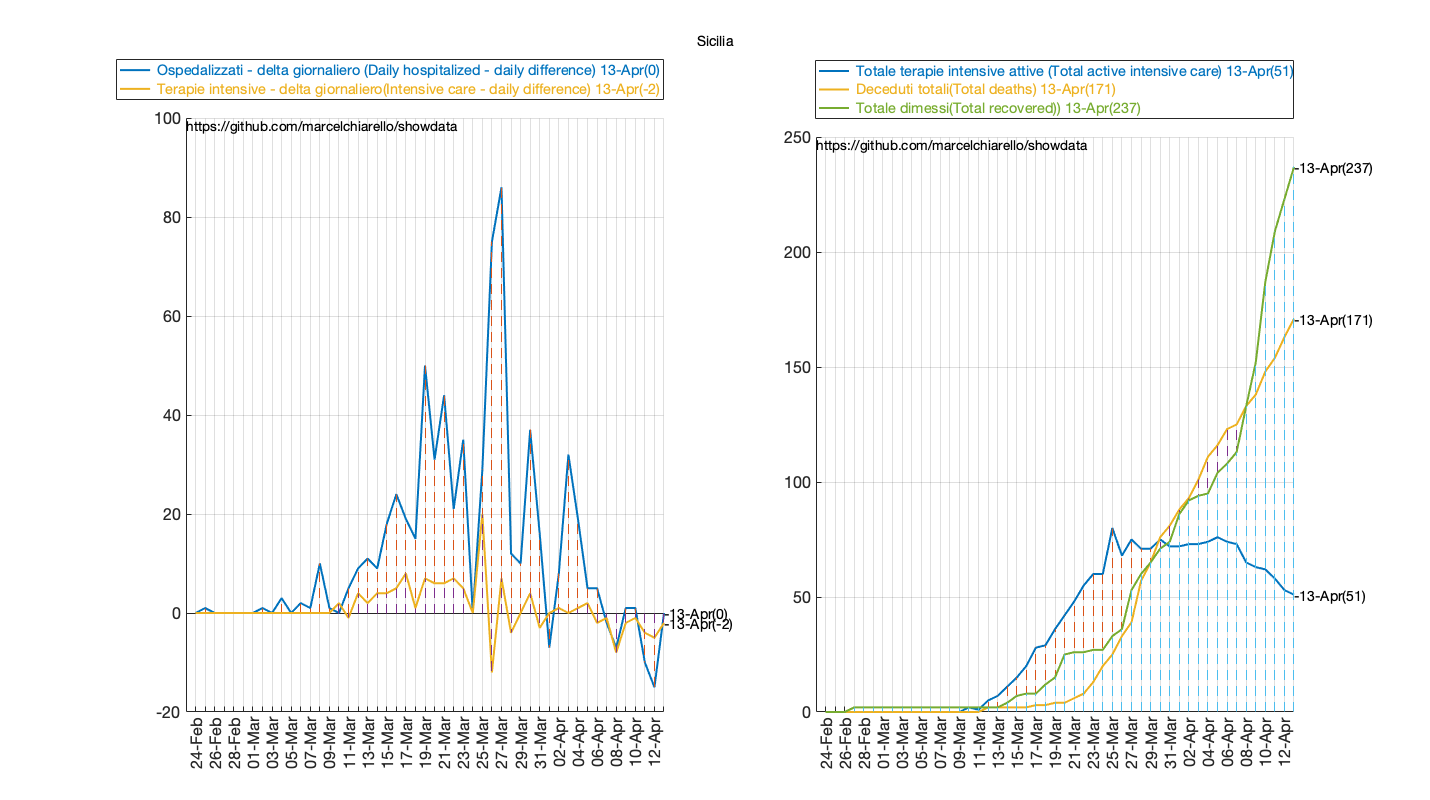 Sicilia
Ospedalizzati - delta giornaliero (Daily hospitalized - daily difference) 13-Apr(0)
Terapie intensive - delta giornaliero(Intensive care - daily difference) 13-Apr(-2)
https://github.com/marcelchiarello/showdata
100
80
60
40
20
0
-20
-13-Apr(0)
-13-Apr(-2)
24-Feb
26-Feb
28-Feb
01-Mar
03-Mar
05-Mar
07-Mar
09-Mar
11-Mar
13-Mar
15-Mar
17-Mar
19-Mar
21-Mar
23-Mar
25-Mar
27-Mar
29-Mar
31-Mar
02-Apr
04-Apr
06-Apr
08-Apr
10-Apr
12-Apr
Totale terapie intensive attive (Total active intensive care) 13-Apr(51)
Deceduti totali(Total deaths) 13-Apr(171)
Totale dimessi(Total recovered)) 13-Apr(237)
https://github.com/marcelchiarello/showdata
250
200
150
100
50
0
-13-Apr(237)
-13-Apr(171)
-13-Apr(51)
24-Feb
26-Feb
28-Feb
01-Mar
03-Mar
05-Mar
07-Mar
09-Mar
11-Mar
13-Mar
15-Mar
17-Mar
19-Mar
21-Mar
23-Mar
25-Mar
27-Mar
29-Mar
31-Mar
02-Apr
04-Apr
06-Apr
08-Apr
10-Apr
12-Apr